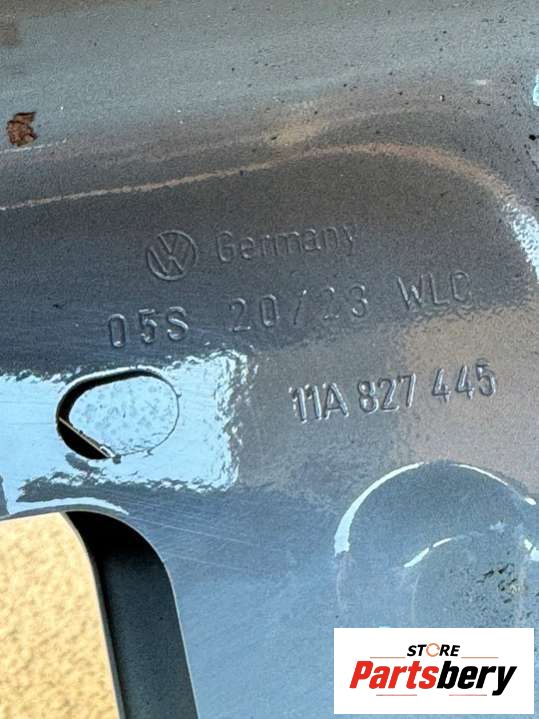 Germany
05S 20/23 WLC
11A 827 445
STORE
Partsbery